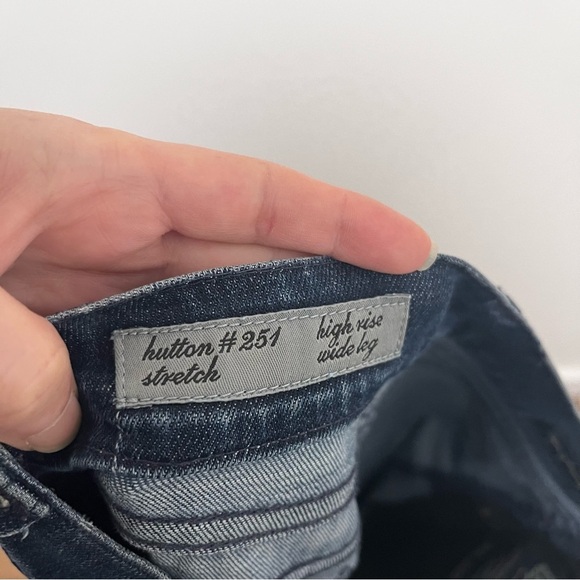 hutton # 251
stretch
high rise
wide leg